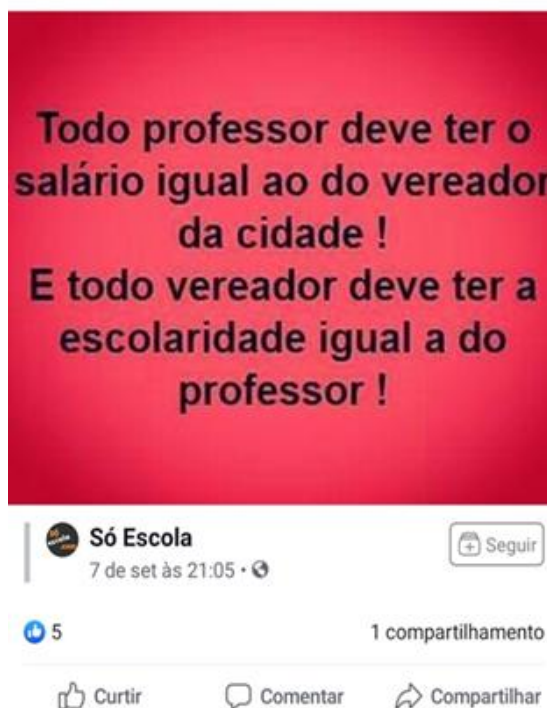 Todo professor deve ter o
salário igual ao do vereador
da cidade !
E todo vereador deve ter a
escolaridade igual a do
professor !
Só Escola
Seguir
7 de set às 21:05 •
5
1 compartilhamento
Curtir
Comentar
Compartilhar